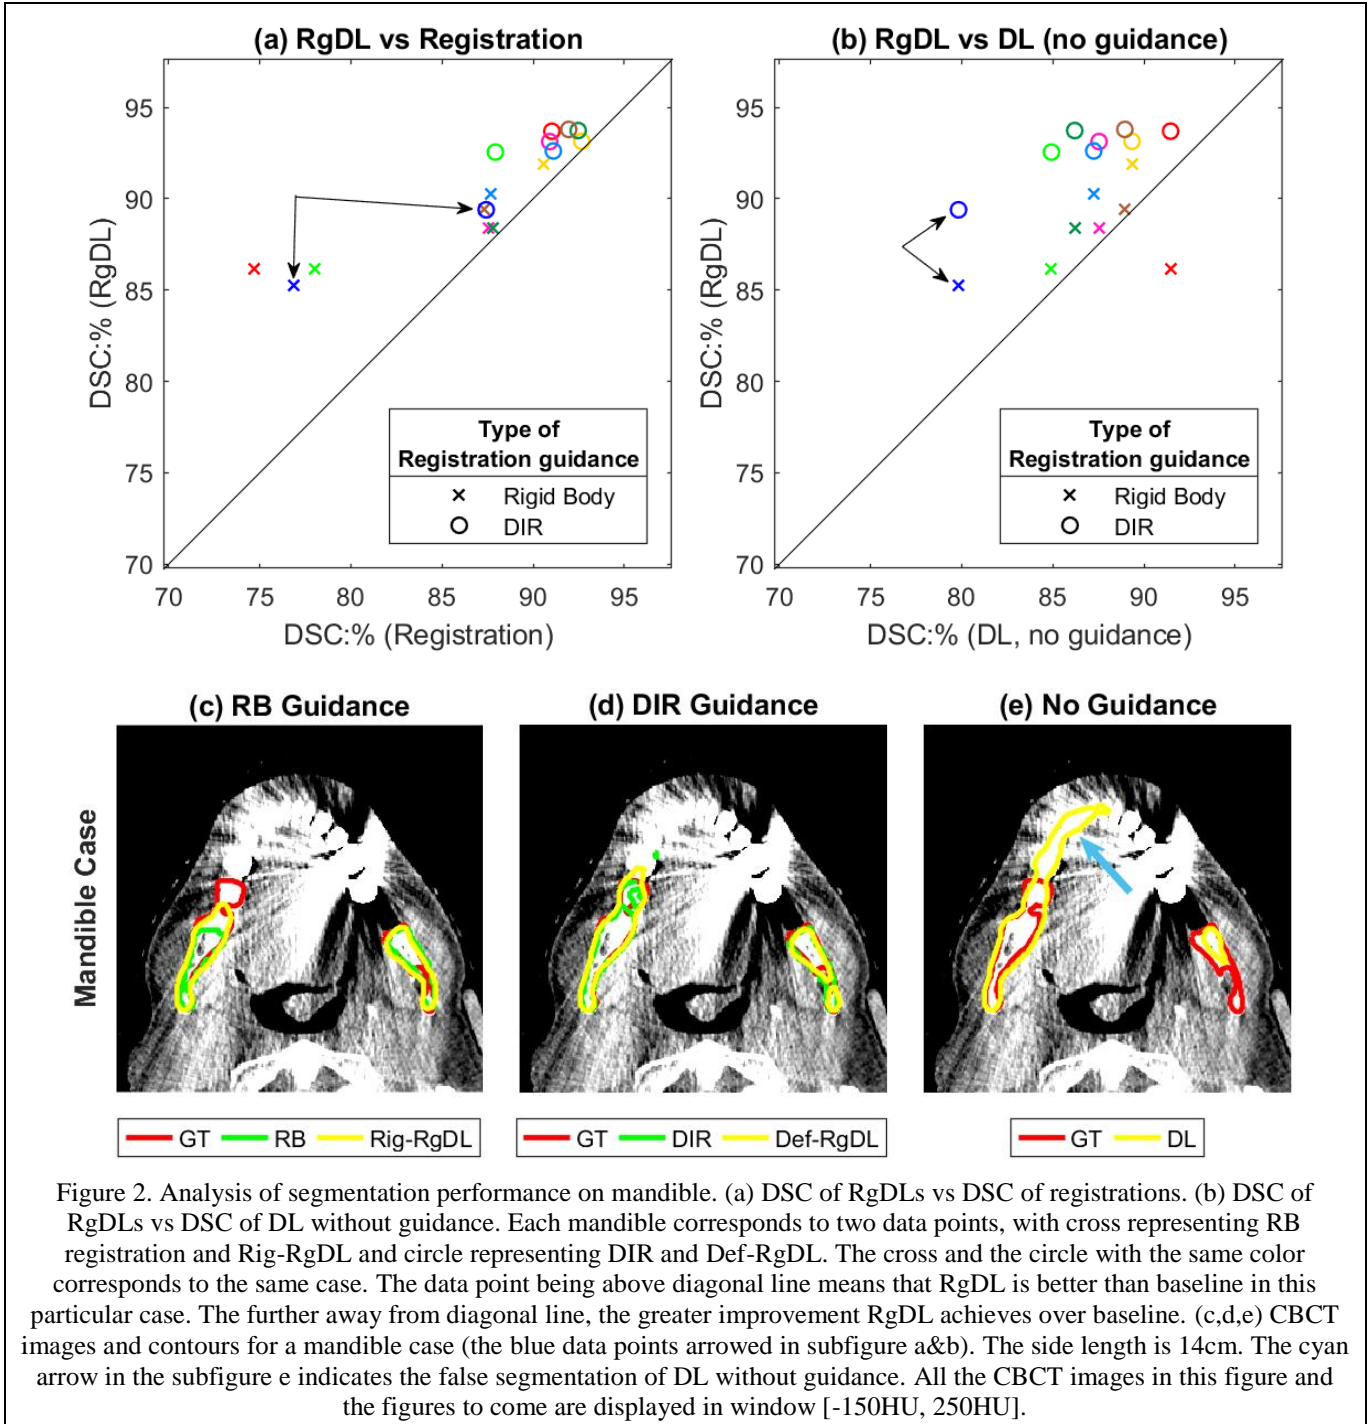 (a) RgDL vs Registration
95
90
85
80
75
70
DSC:% (RgDL)
Type of
Registration guidance
Rigid Body
DIR
70 75 80 85 90 95
DSC:% (Registration)
(b) RgDL vs DL (no guidance)
95
90
85
80
75
70
DSC:% (RgDL)
Type of
Registration guidance
Rigid Body
DIR
70 75 80 85 90 95
DSC:% (DL, no guidance)
Mandible Case
(c) RB Guidance
GT RB Rig-RgDL
(d) DIR Guidance
GT DIR Def-RgDL
(e) No Guidance
GT DL
Figure 2. Analysis of segmentation performance on mandible. (a) DSC of RgDLs vs DSC of registrations. (b) DSC of
RgDLs vs DSC of DL without guidance. Each mandible corresponds to two data points, with cross representing RB
registration and Rig-RgDL and circle representing DIR and Def-RgDL. The cross and the circle with the same color
corresponds to the same case. The data point being above diagonal line means that RgDL is better than baseline in this
particular case. The further away from diagonal line, the greater improvement RgDL achieves over baseline. (c,d,e) CBCT
images and contours for a mandible case (the blue data points arrowed in subfigure a&b). The side length is 14cm. The cyan
arrow in the subfigure e indicates the false segmentation of DL without guidance. All the CBCT images in this figure and
the figures to come are displayed in window [-150HU, 250HU].